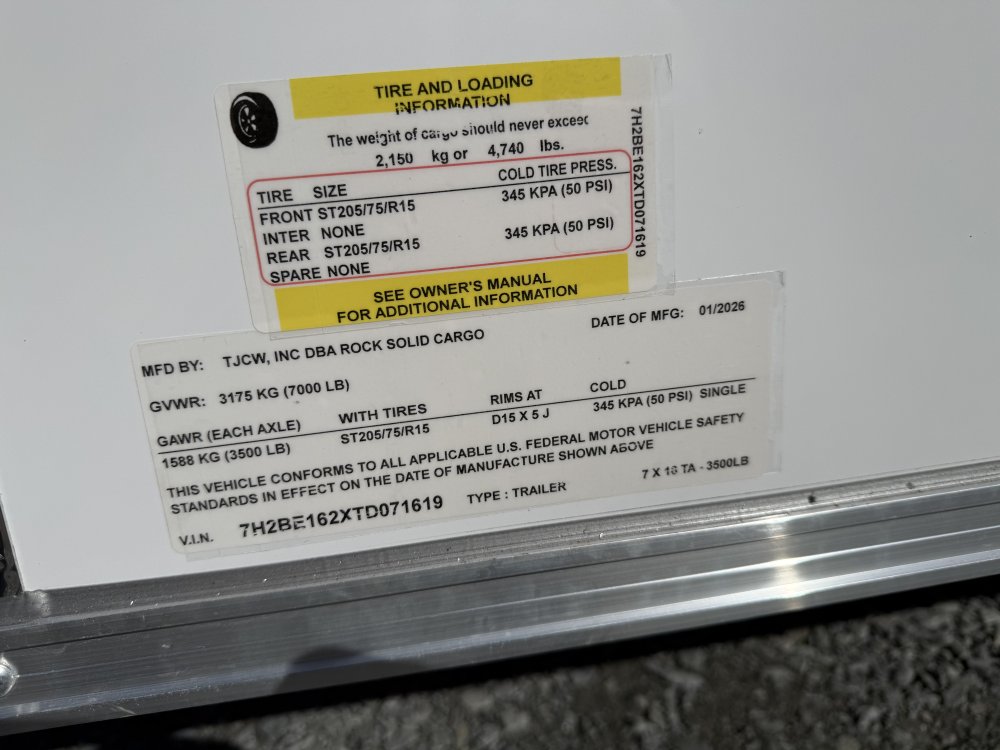 TIRE AND LOADING
INFORMATION
The weight of cargo should never exceed
2,150 kg or 4,740 lbs.
TIRE SIZE COLD TIRE PRESS.
FRONT ST205/75/R15 345 KPA (50 PSI)
INTER NONE
REAR ST205/75/R15 345 KPA (50 PSI)
SPARE NONE
SEE OWNER'S MANUAL
FOR ADDITIONAL INFORMATION
7H2BE162XTD071619
MFD BY: TJCW, INC DBA ROCK SOLID CARGO DATE OF MFG: 01/2026
GVWR: 3175 KG (7000 LB)
GAWR (EACH AXLE) WITH TIRES RIMS AT COLD
1588 KG (3500 LB) ST205/75/R15 D15 X 5 J 345 KPA (50 PSI) SINGLE
THIS VEHICLE CONFORMS TO ALL APPLICABLE U.S. FEDERAL MOTOR VEHICLE SAFETY
STANDARDS IN EFFECT ON THE DATE OF MANUFACTURE SHOWN ABOVE
V.I.N. 7H2BE162XTD071619 TYPE : TRAILER 7 X 16 TA - 3500LB